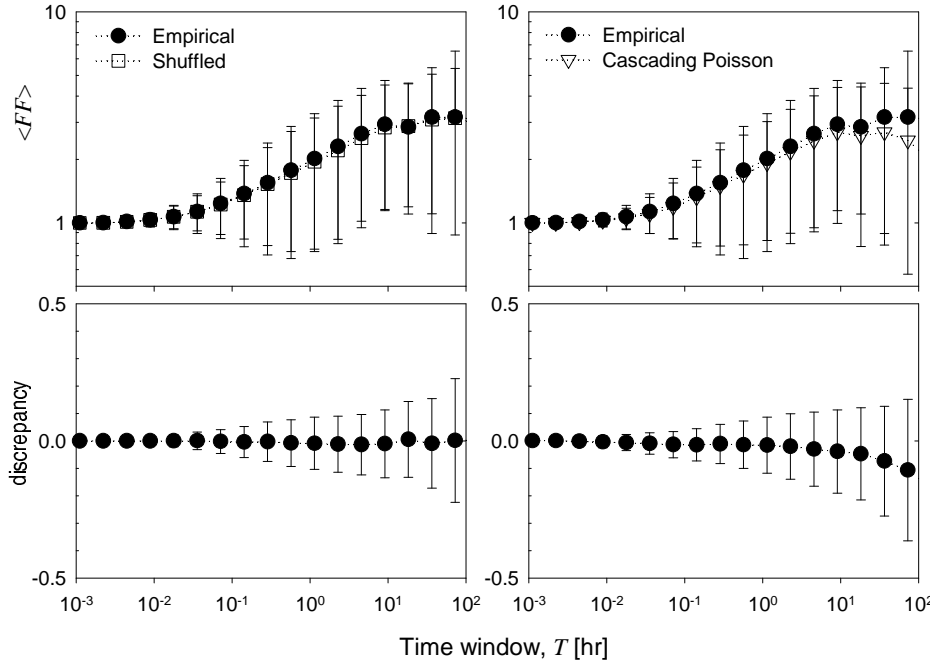 10
Empirical
Shuffled
<FF>
1
10
Empirical
Cascading Poisson
1
0.5
discrepancy
0.0
-0.5
10⁻³ 10⁻² 10⁻¹ 10⁰ 10¹ 10²
0.5
0.0
-0.5
10⁻³ 10⁻² 10⁻¹ 10⁰ 10¹ 10²
Time window, T [hr]